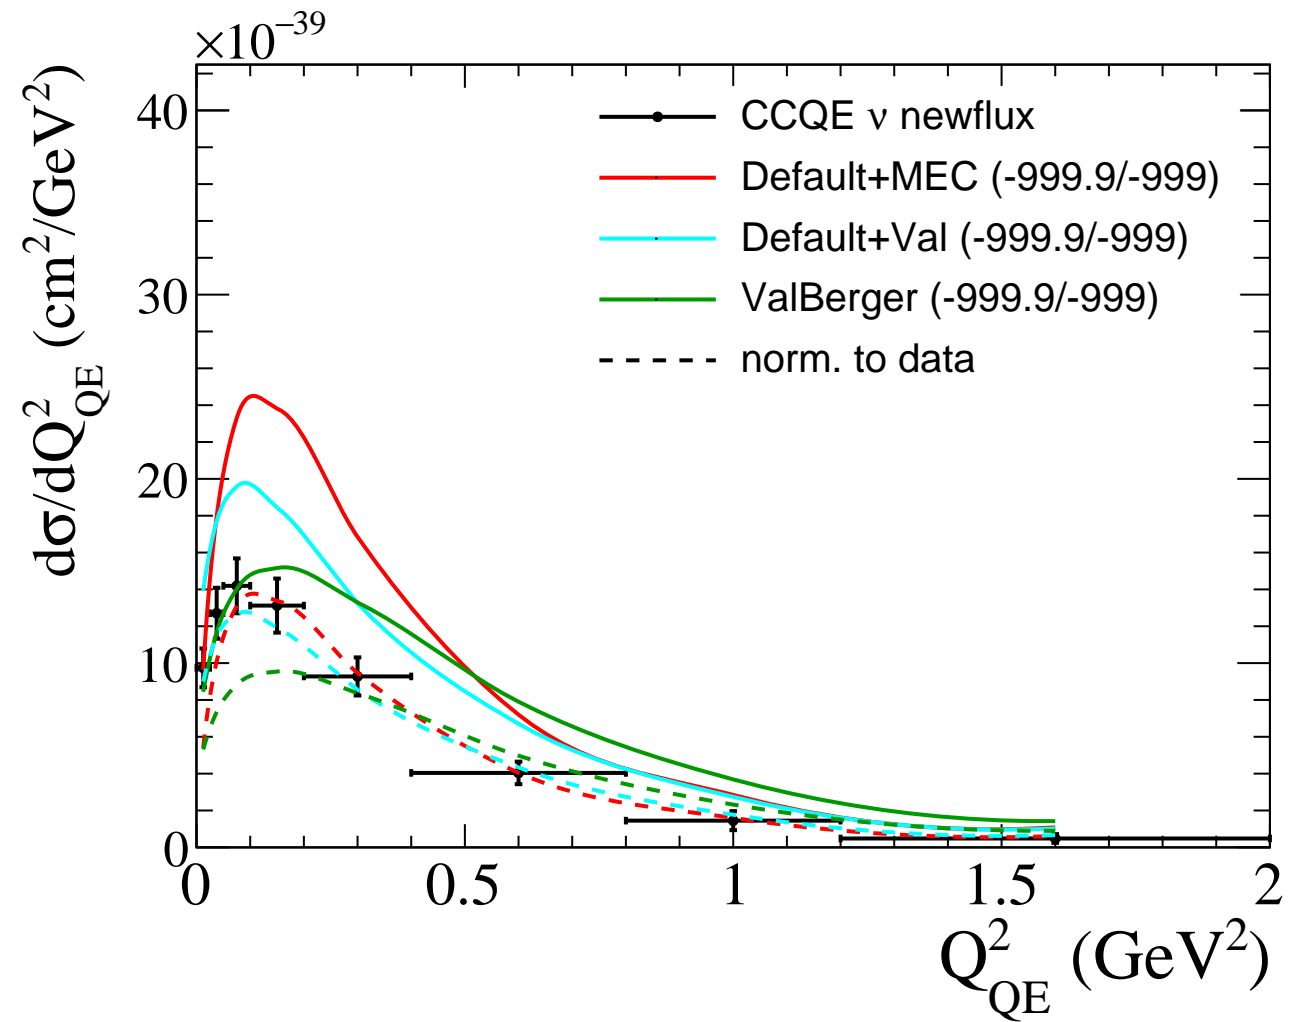 ×10⁻³⁹
dσ/dQ²_QE (cm²/GeV²)
40
30
20
10
0
CCQE ν newflux
Default+MEC (-999.9/-999)
Default+Val (-999.9/-999)
ValBerger (-999.9/-999)
norm. to data
0 0.5 1 1.5 2
Q²_QE (GeV²)